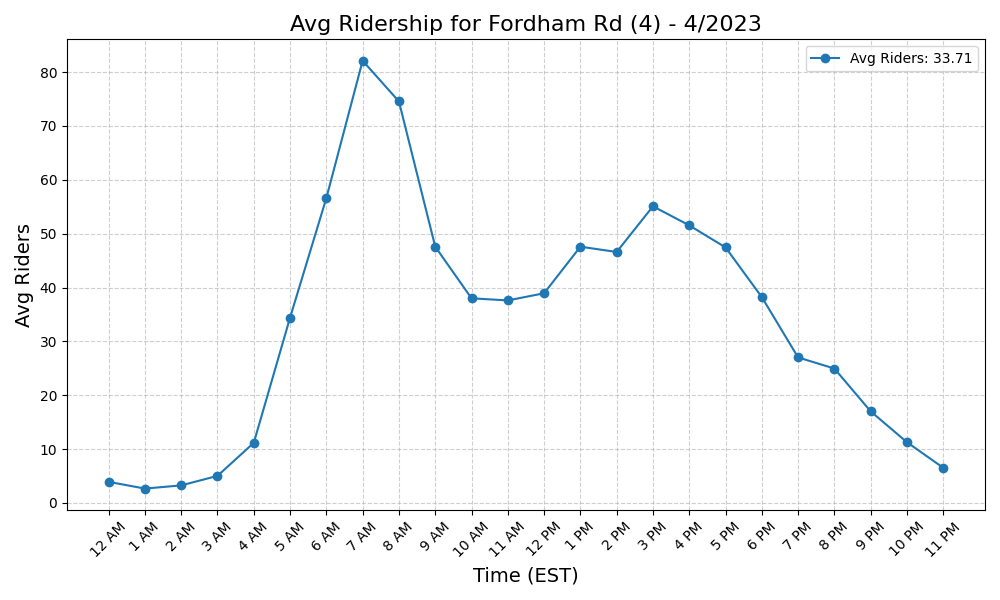 Avg Ridership for Fordham Rd (4) - 4/2023
Avg Riders: 33.71
Avg Riders
80
70
60
50
40
30
20
10
0
12 AM
1 AM
2 AM
3 AM
4 AM
5 AM
6 AM
7 AM
8 AM
9 AM
10 AM
11 AM
12 PM
1 PM
2 PM
3 PM
4 PM
5 PM
6 PM
7 PM
8 PM
9 PM
10 PM
11 PM
Time (EST)